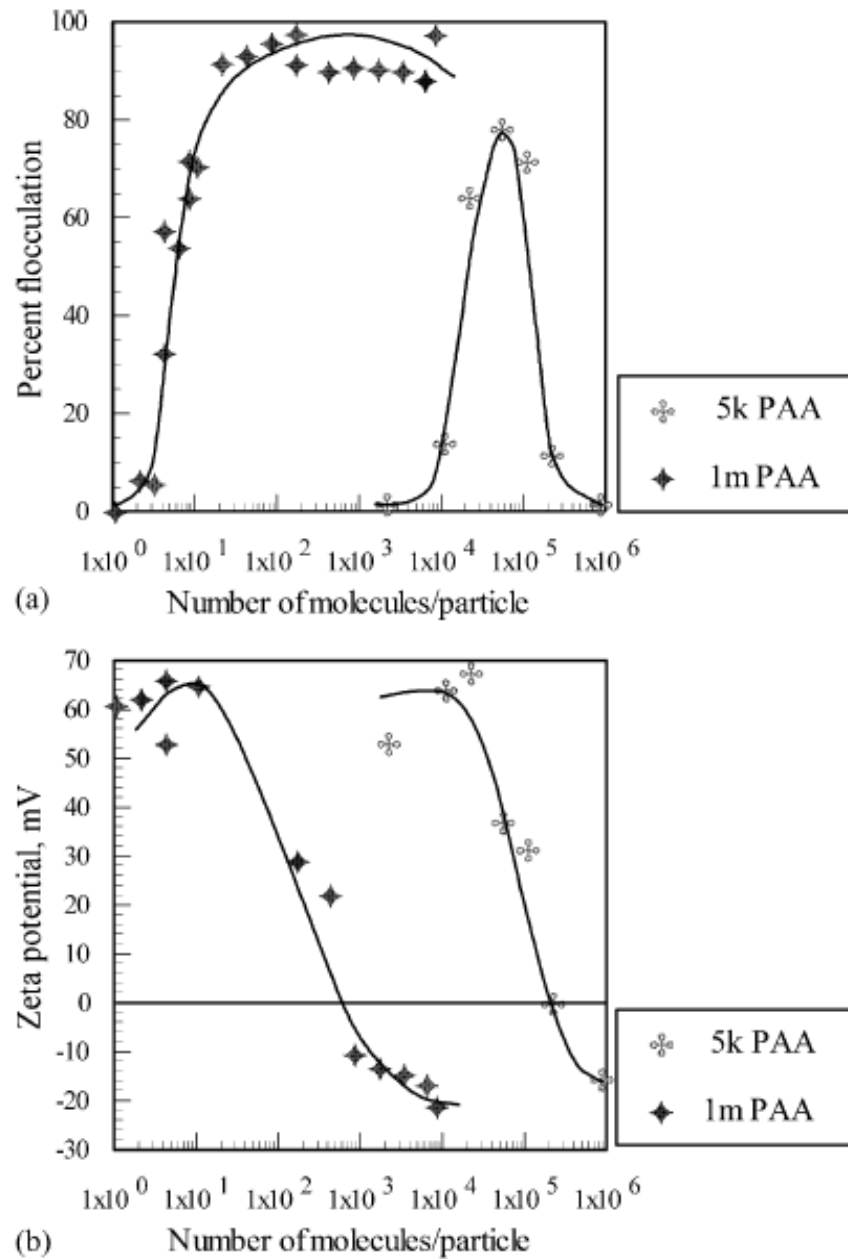 100
80
60
40
20
0
Percent flocculation
1x10 0 1x10 1 1x10 2 1x10 3 1x10 4 1x10 5 1x10 6
(a) Number of molecules/particle
5k PAA
1m PAA
70
60
50
40
30
20
10
0
-10
-20
-30
Zeta potential, mV
1x10 0 1x10 1 1x10 2 1x10 3 1x10 4 1x10 5 1x10 6
(b) Number of molecules/particle
5k PAA
1m PAA